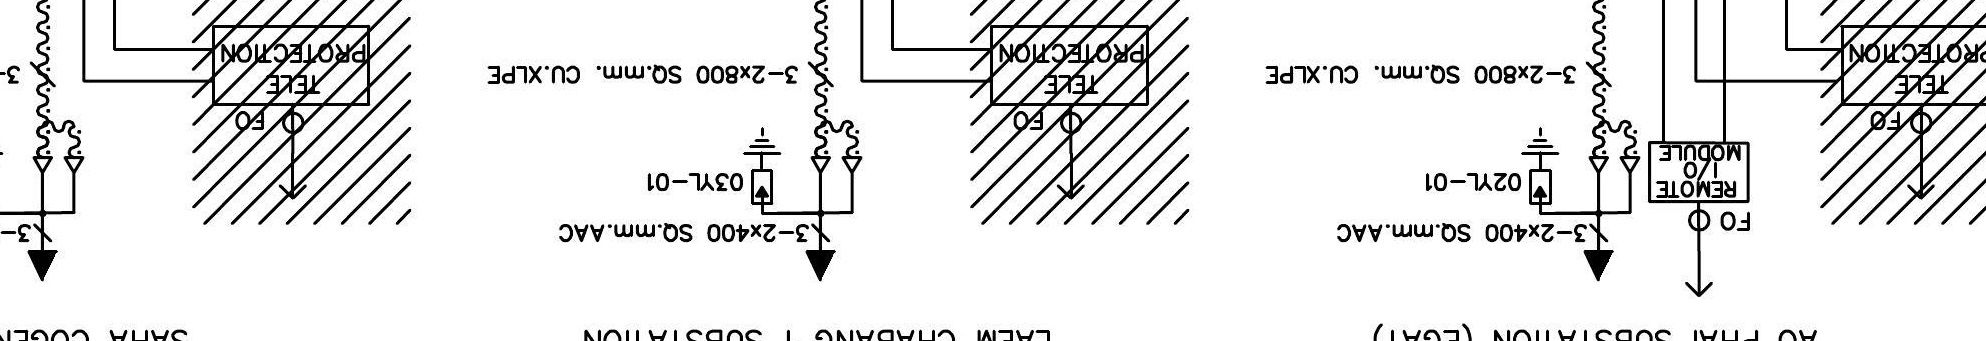 AO PHAI SUBSTATION (EGAT)
LAEM CHABANG 1 SUBSTATION
SAHA COGEN
3-2x400 SQ.mm.AAC
3-2x400 SQ.mm.AAC
3-
FO
REMOTE
I/O
MODULE
02YL-01
03YL-01
FO
FO
FO
TELE
PROTECTION
TELE
PROTECTION
TELE
PROTECTION
3-2x800 SQ.mm. CU.XLPE
3-2x800 SQ.mm. CU.XLPE
3-